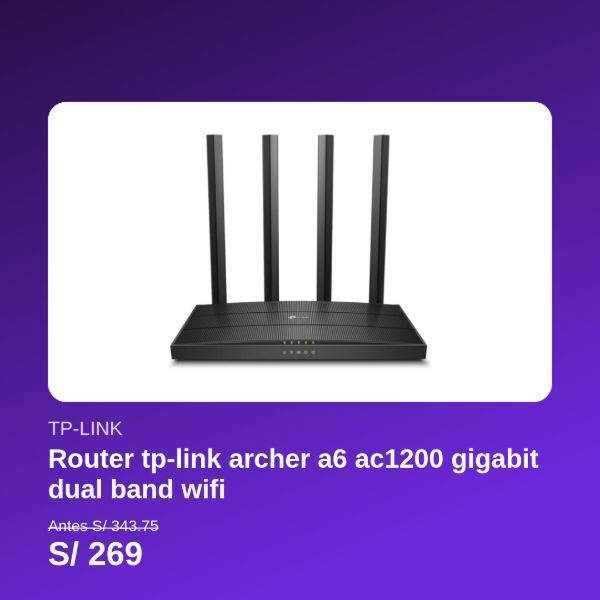 TP-LINK
Router tp-link archer a6 ac1200 gigabit
dual band wifi
Antes S/ 343.75
S/ 269